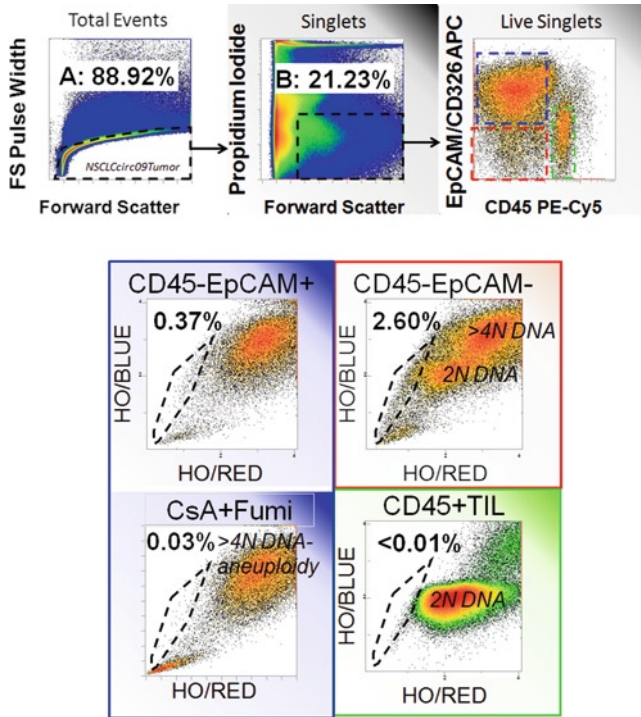 Total Events
Singlets
Live Singlets
FS Pulse Width
A: 88.92%
NSCLCcirc09Tumor
Forward Scatter
Propidium Iodide
B: 21.23%
Forward Scatter
EpCAM/CD326 APC
CD45 PE-Cy5
CD45-EpCAM+
0.37%
HO/BLUE
HO/RED
4
CD45-EpCAM-
2.60%
>4N DNA
2N DNA
HO/BLUE
HO/RED
4
CsA+Fumi
0.03%
>4N DNA-
aneuploidy
HO/BLUE
HO/RED
CD45+TIL
<0.01%
2N DNA
HO/BLUE
HO/RED